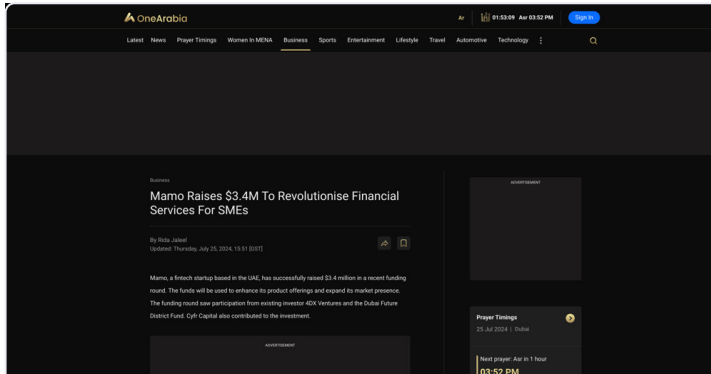 OneArabia
Ar
01:53:09 Asr 03:52 PM
Sign In
Latest News Prayer Timings Women In MENA Business Sports Entertainment Lifestyle Travel Automotive Technology
Business
Mamo Raises $3.4M To Revolutionise Financial
Services For SMEs
By Rida Jaleel
Updated: Thursday, July 25, 2024, 15:51 [GST]
Mamo, a fintech startup based in the UAE, has successfully raised $3.4 million in a recent funding
round. The funds will be used to enhance its product offerings and expand its market presence.
The funding round saw participation from existing investor 4DX Ventures and the Dubai Future
District Fund. Cyfr Capital also contributed to the investment.
ADVERTISEMENT
ADVERTISEMENT
Prayer Timings
25 Jul 2024 | Dubai
Next prayer: Asr in 1 hour
03:52 PM